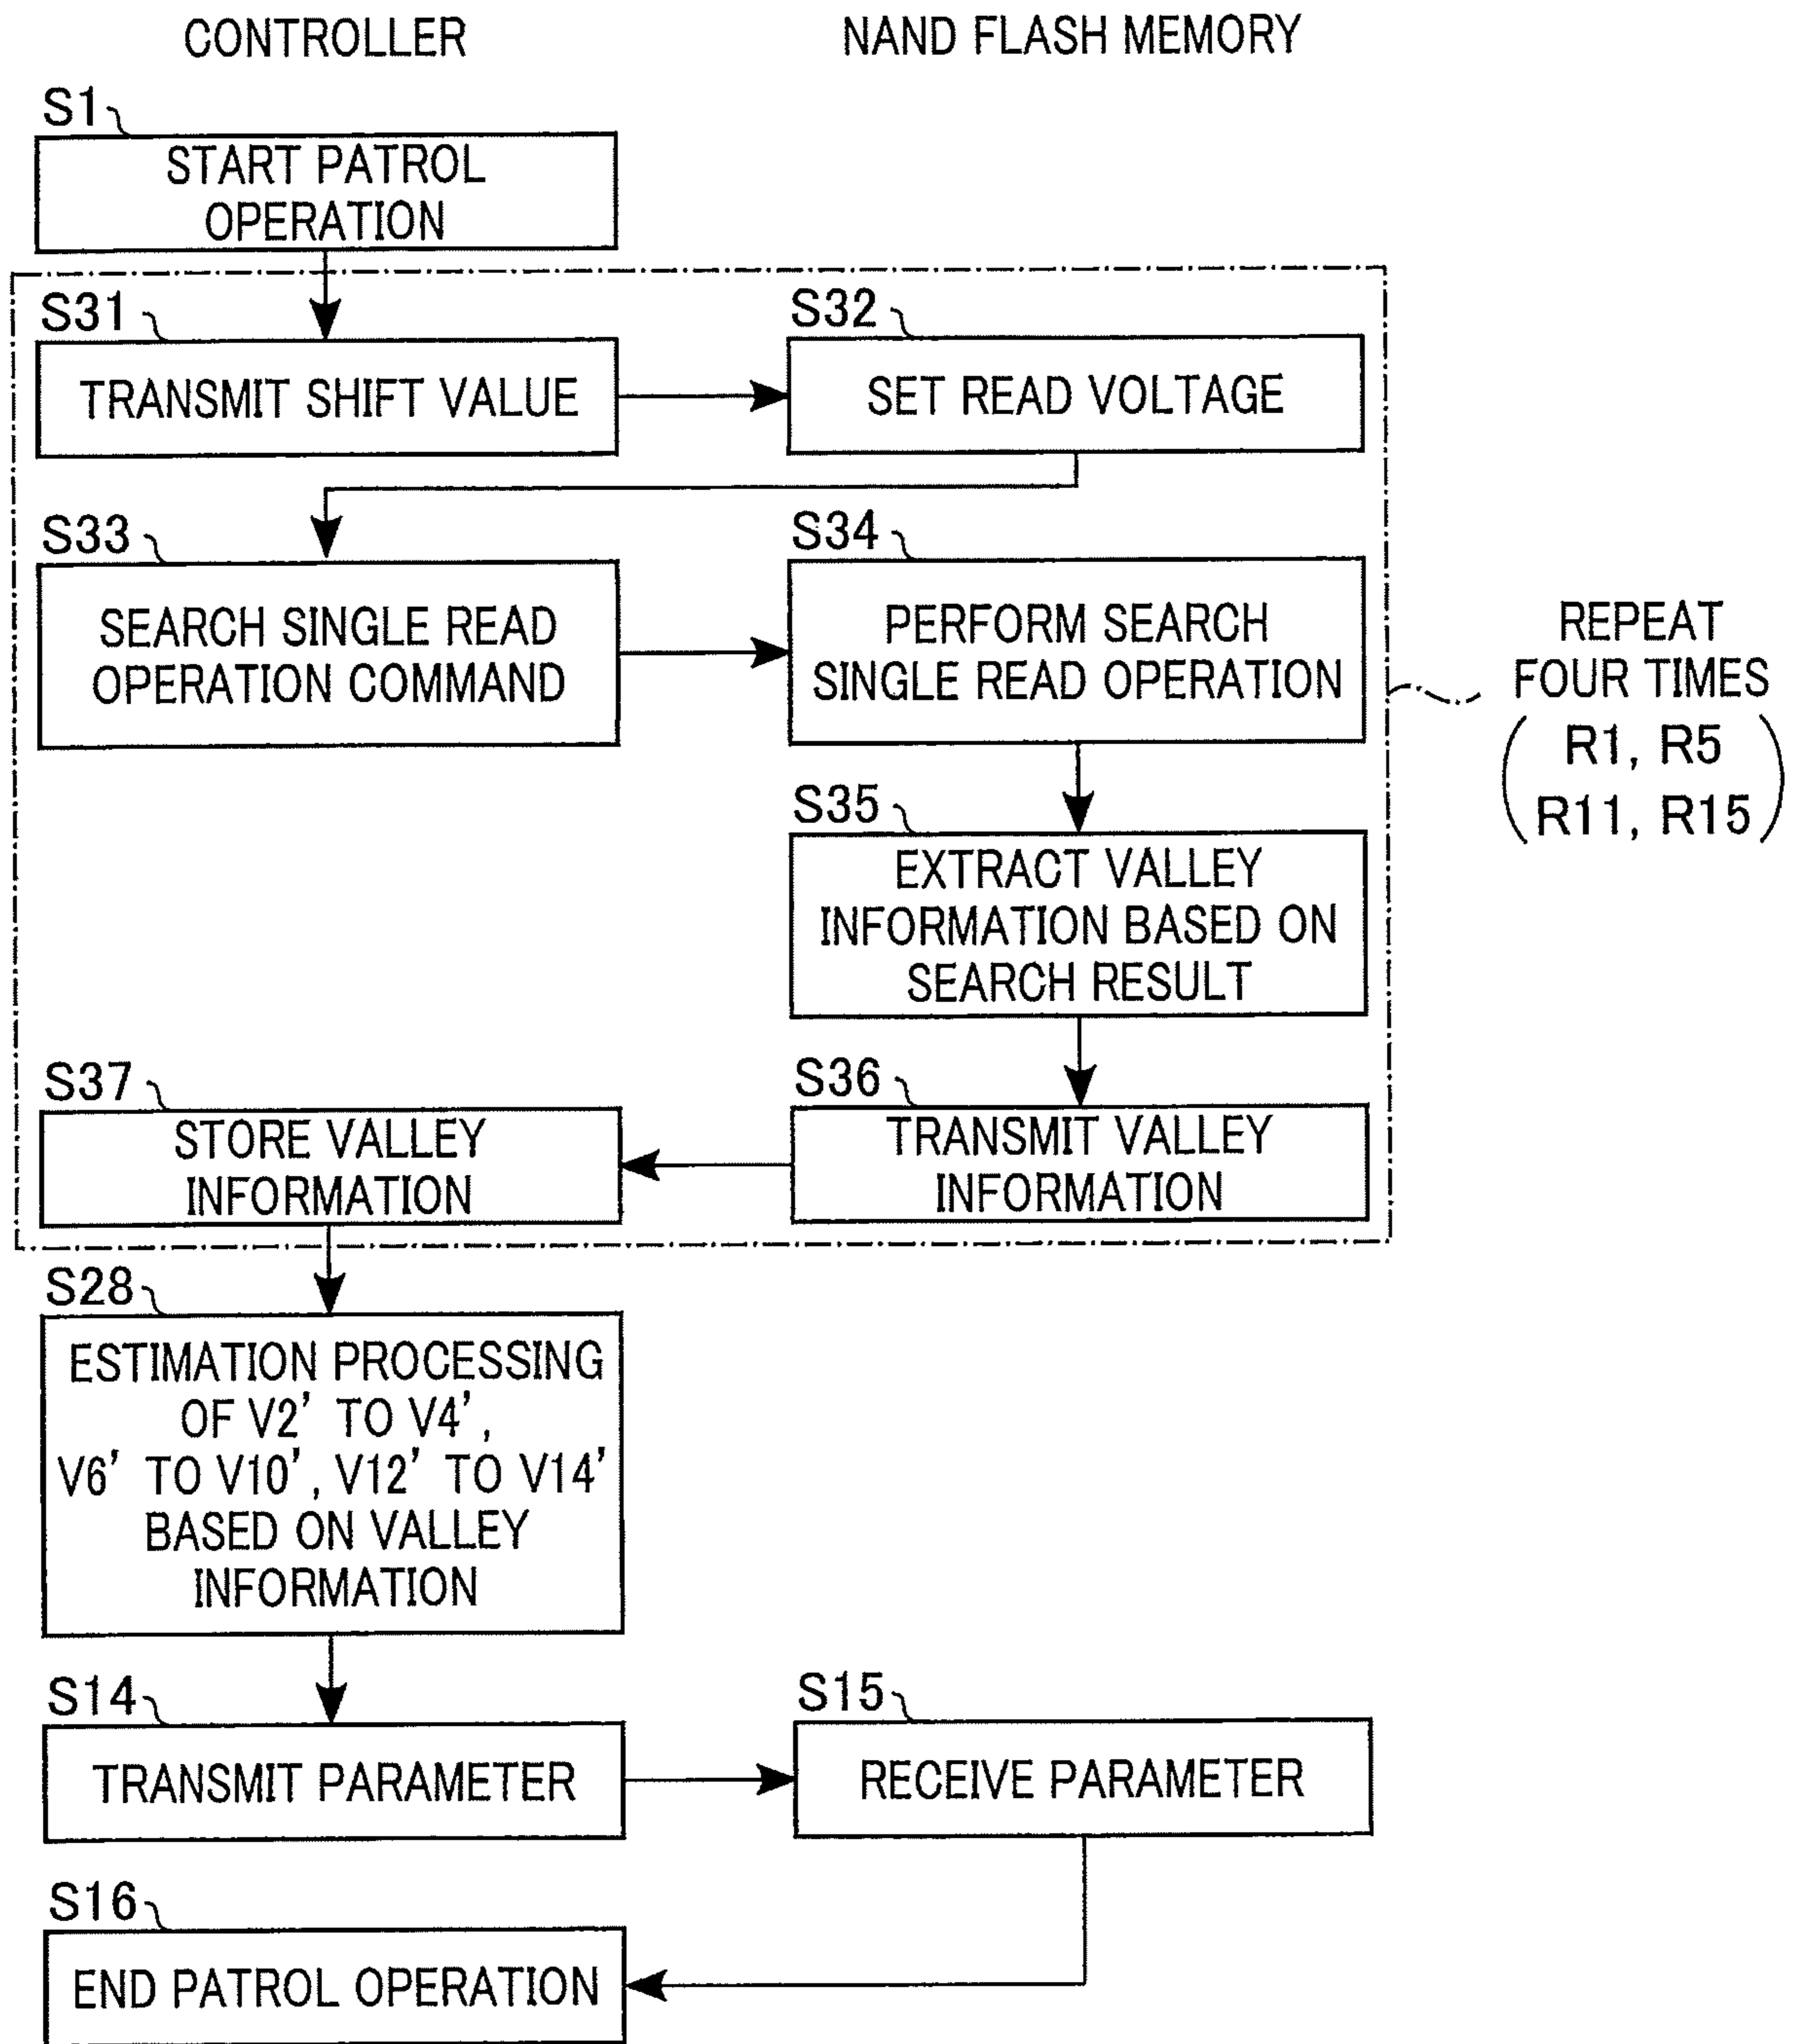 CONTROLLER
NAND FLASH MEMORY
S1
START PATROL
OPERATION
S31
TRANSMIT SHIFT VALUE
S32
SET READ VOLTAGE
S33
SEARCH SINGLE READ
OPERATION COMMAND
S34
PERFORM SEARCH
SINGLE READ OPERATION
REPEAT
FOUR TIMES
(R1, R5
R11, R15)
S35
EXTRACT VALLEY
INFORMATION BASED ON
SEARCH RESULT
S36
TRANSMIT VALLEY
INFORMATION
S37
STORE VALLEY
INFORMATION
S28
ESTIMATION PROCESSING
OF V2' TO V4',
V6' TO V10', V12' TO V14'
BASED ON VALLEY
INFORMATION
S14
TRANSMIT PARAMETER
S15
RECEIVE PARAMETER
S16
END PATROL OPERATION